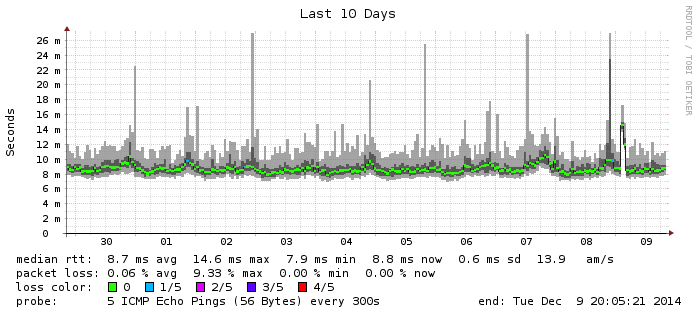 Last 10 Days
RRDTOOL / TOBI OETIKER
Seconds
26 m
24 m
22 m
20 m
18 m
16 m
14 m
12 m
10 m
8 m
6 m
4 m
2 m
0
30 01 02 03 04 05 06 07 08 09
median rtt: 8.7 ms avg 14.6 ms max 7.9 ms min 8.8 ms now 0.6 ms sd 13.9 am/s
packet loss: 0.06 % avg 9.33 % max 0.00 % min 0.00 % now
loss color: 0 1/5 2/5 3/5 4/5
probe: 5 ICMP Echo Pings (56 Bytes) every 300s end: Tue Dec 9 20:05:21 2014